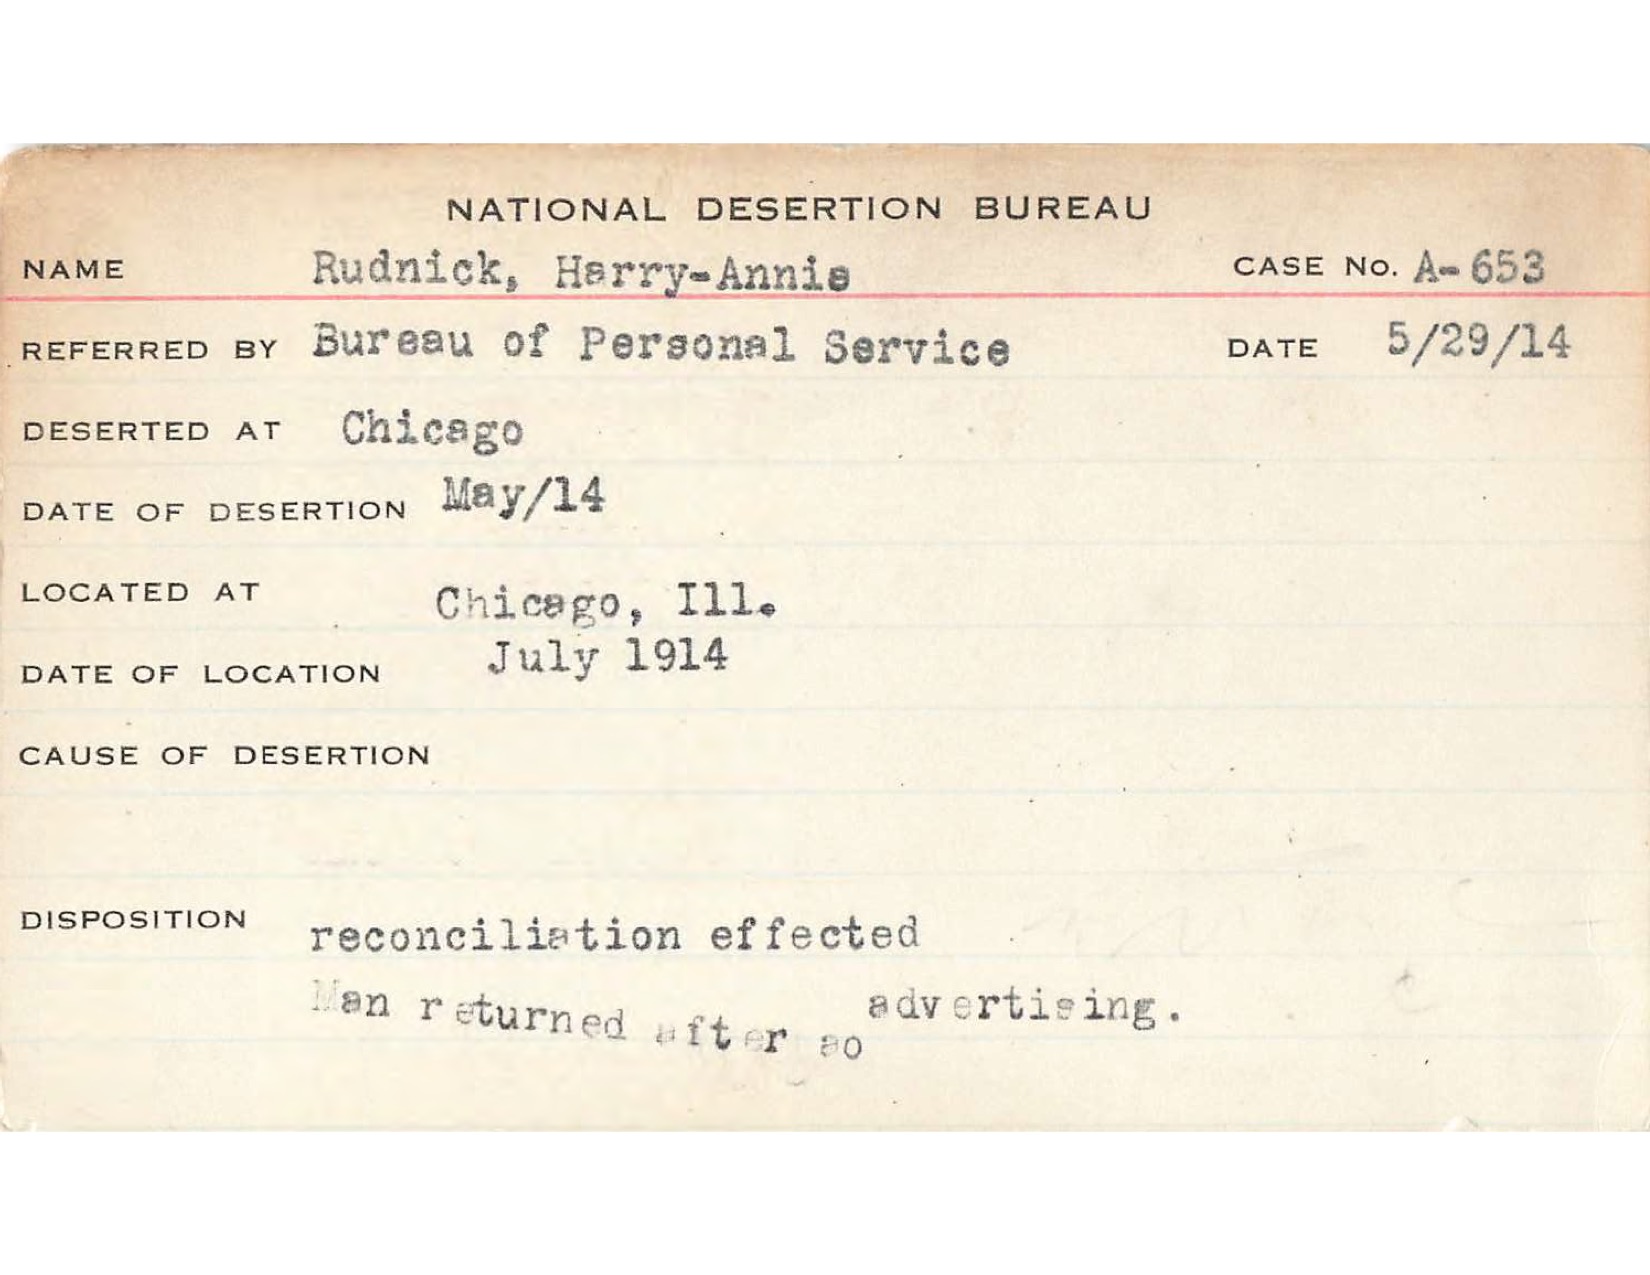 NATIONAL DESERTION BUREAU
NAME Rudnick, Harry-Annie CASE No. A-653
REFERRED BY Bureau of Personal Service DATE 5/29/14
DESERTED AT Chicago
DATE OF DESERTION May/14
LOCATED AT Chicago, Ill.
DATE OF LOCATION July 1914
CAUSE OF DESERTION
DISPOSITION reconciliation effected
Man returned after ao advertising.